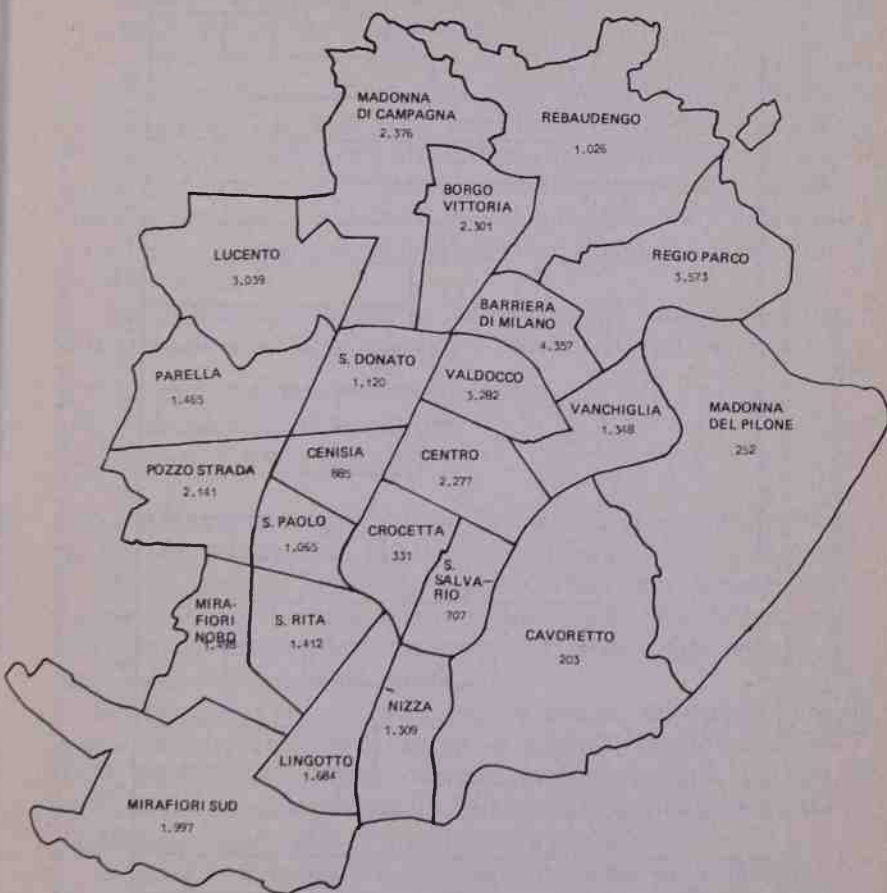 MADONNA
DI CAMPAGNA
2.376
REBAUDENGO
1.026
BORGO
VITTORIA
2.301
LUCENTO
3.039
REGIO PARCO
3.573
BARRIERA
DI MILANO
4.357
S. DONATO
1.120
VALDOCCO
3.282
PARELLA
1.465
VANCHIGLIA
1.348
MADONNA
DEL PILONE
252
CENISIA
885
CENTRO
2.277
POZZO STRADA
2.141
S. PAOLO
1.065
CROCETTA
331
S.
SALVA-
RIO
707
MIRA-
FIORI
NORD
S. RITA
1.412
CAVORETTO
203
NIZZA
1.309
LINGOTTO
1.684
MIRAFIORI SUD
1.997